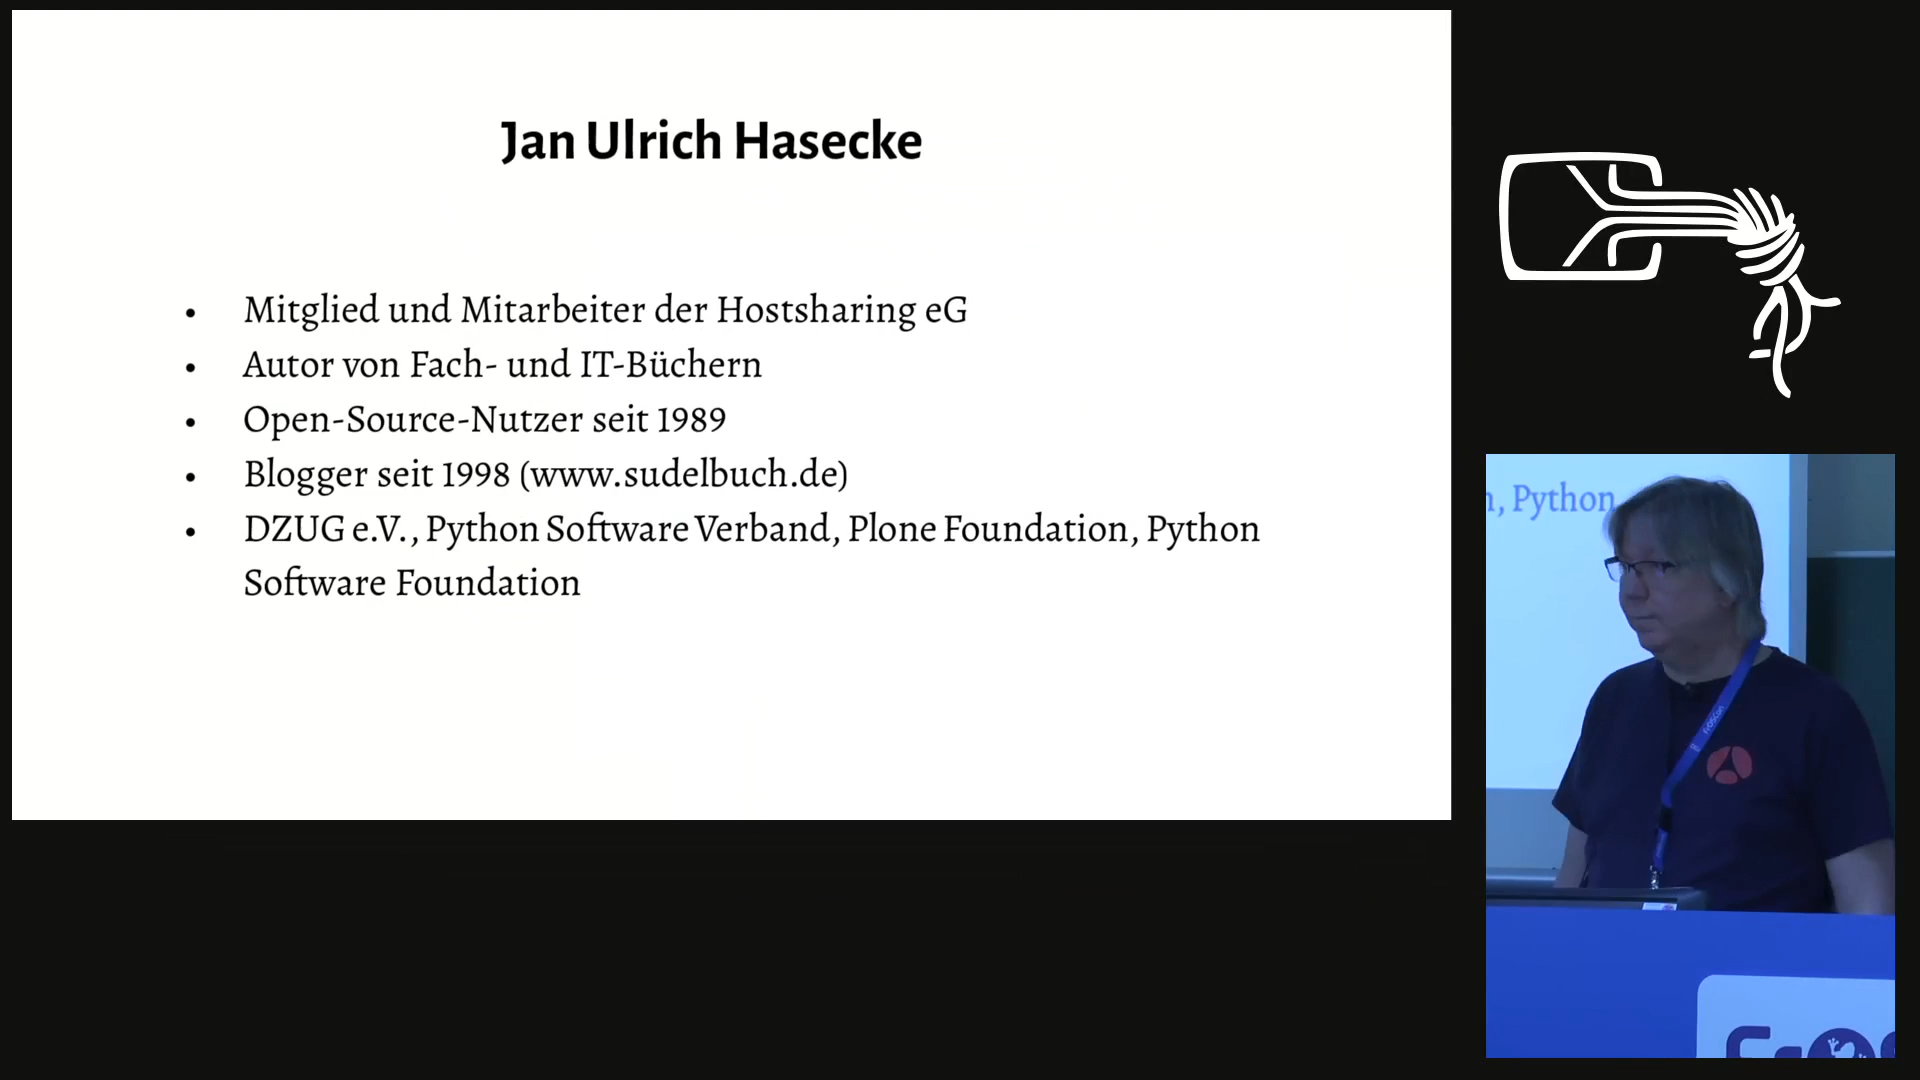 Jan Ulrich Hasecke
• Mitglied und Mitarbeiter der Hostsharing eG
• Autor von Fach- und IT-Büchern
• Open-Source-Nutzer seit 1989
• Blogger seit 1998 (www.sudelbuch.de)
• DZUG e.V., Python Software Verband, Plone Foundation, Python
Software Foundation
n, Python
FrOSCon